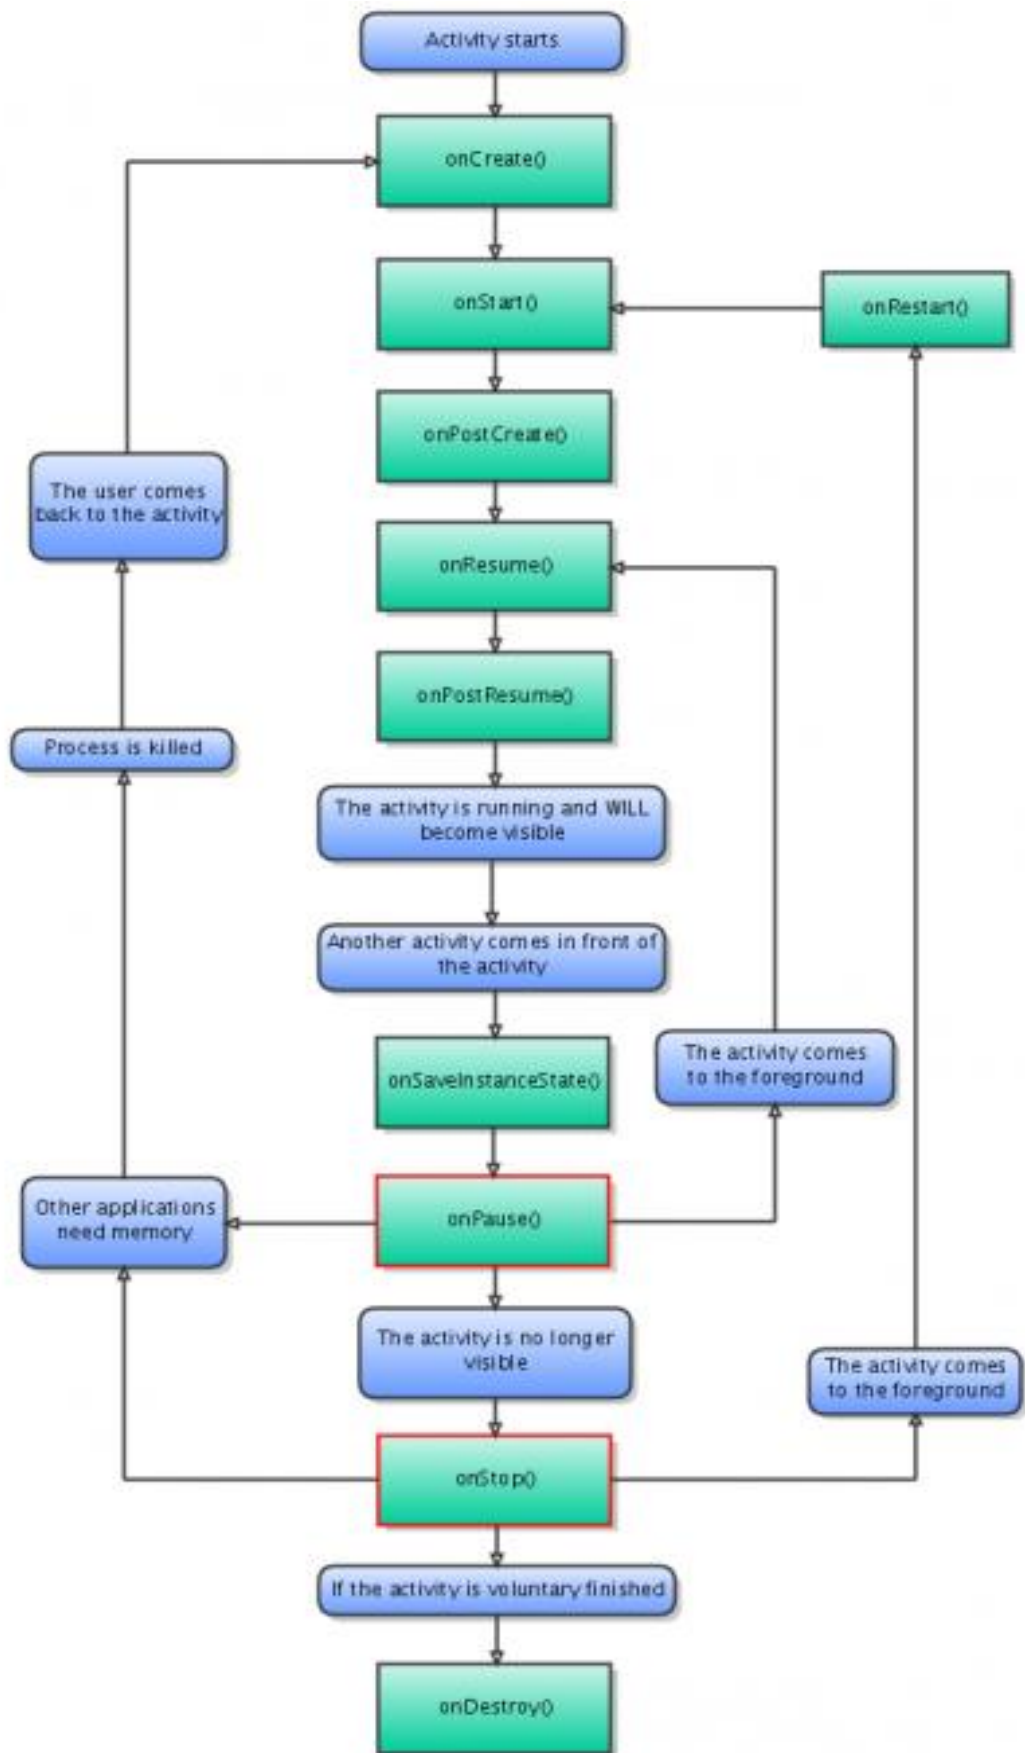 Activity starts
onCreate()
onStart()
onRestart()
onPostCreate()
The user comes
back to the activity
onResume()
onPostResume()
Process is killed
The activity is running and WILL
become visible
Another activity comes in front of
the activity
onSaveInstanceState()
The activity comes
to the foreground
Other applications
need memory
onPause()
The activity is no longer
visible
The activity comes
to the foreground
onStop()
If the activity is voluntary finished
onDestroy()